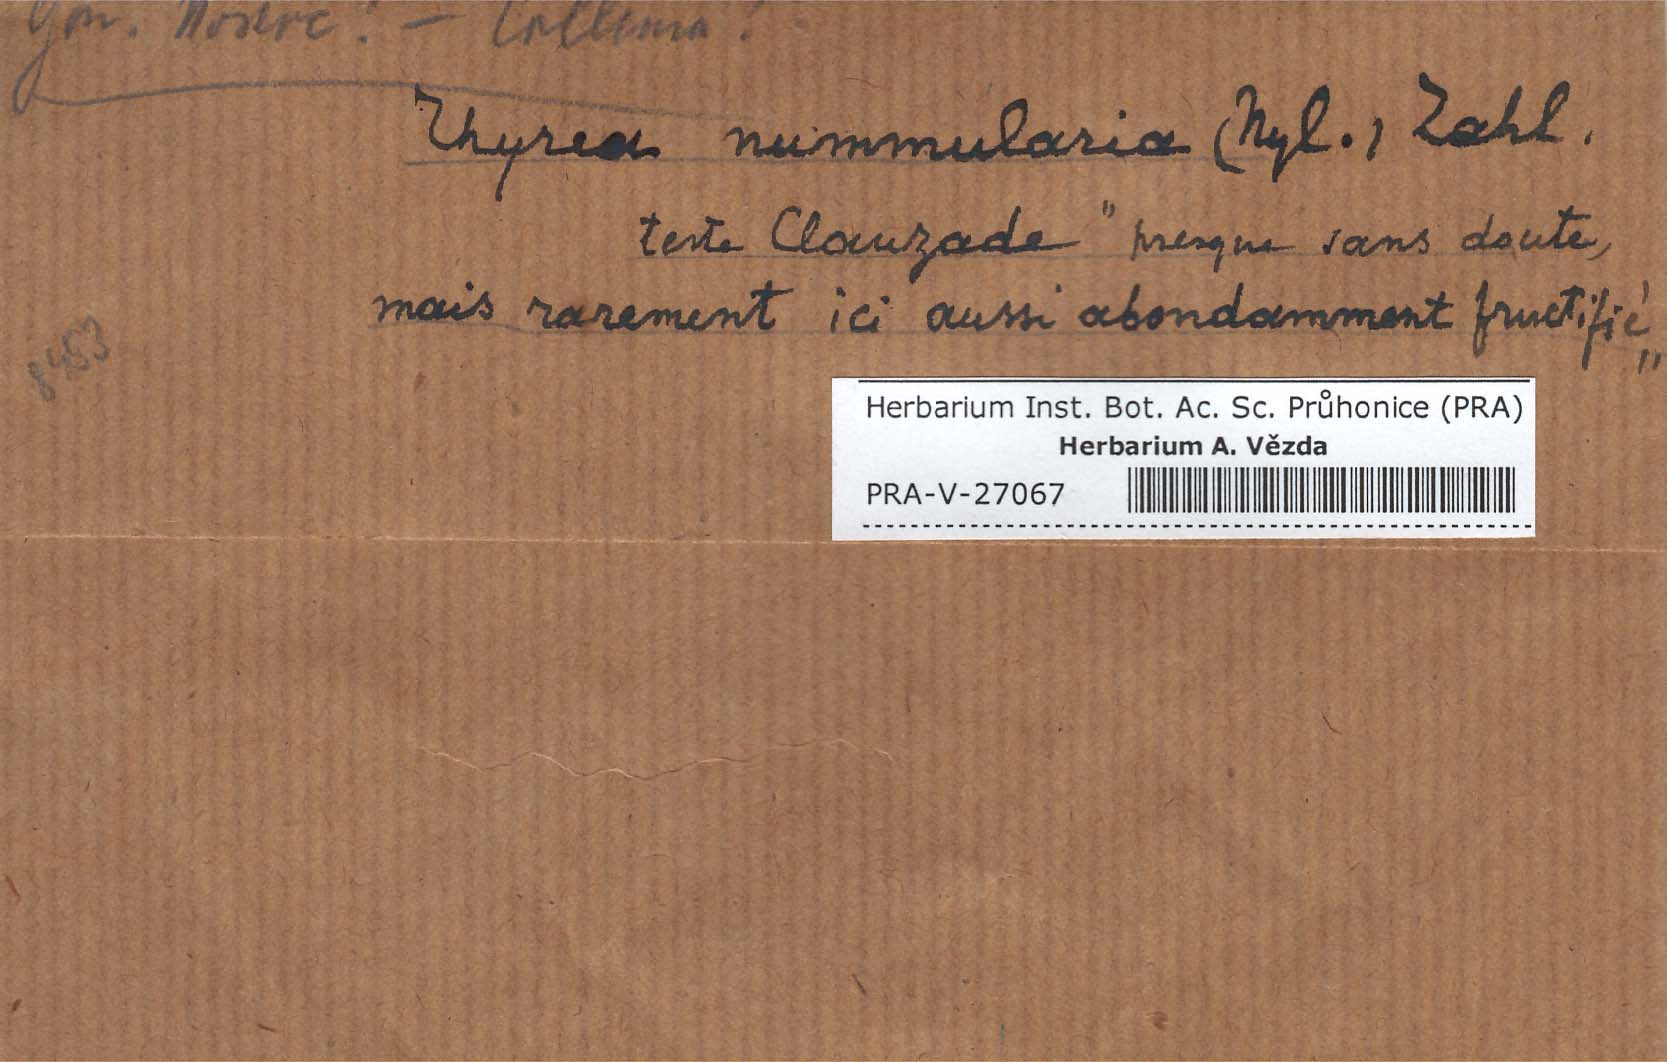 Gon. Nostoc! - Collema!
Thyrea nummularia (Nyl.) Zahl.
teste Clauzade "presque sans doute,
mais rarement ici aussi abondamment fructifié"
8453
Herbarium Inst. Bot. Ac. Sc. Průhonice (PRA)
Herbarium A. Vězda
PRA-V-27067